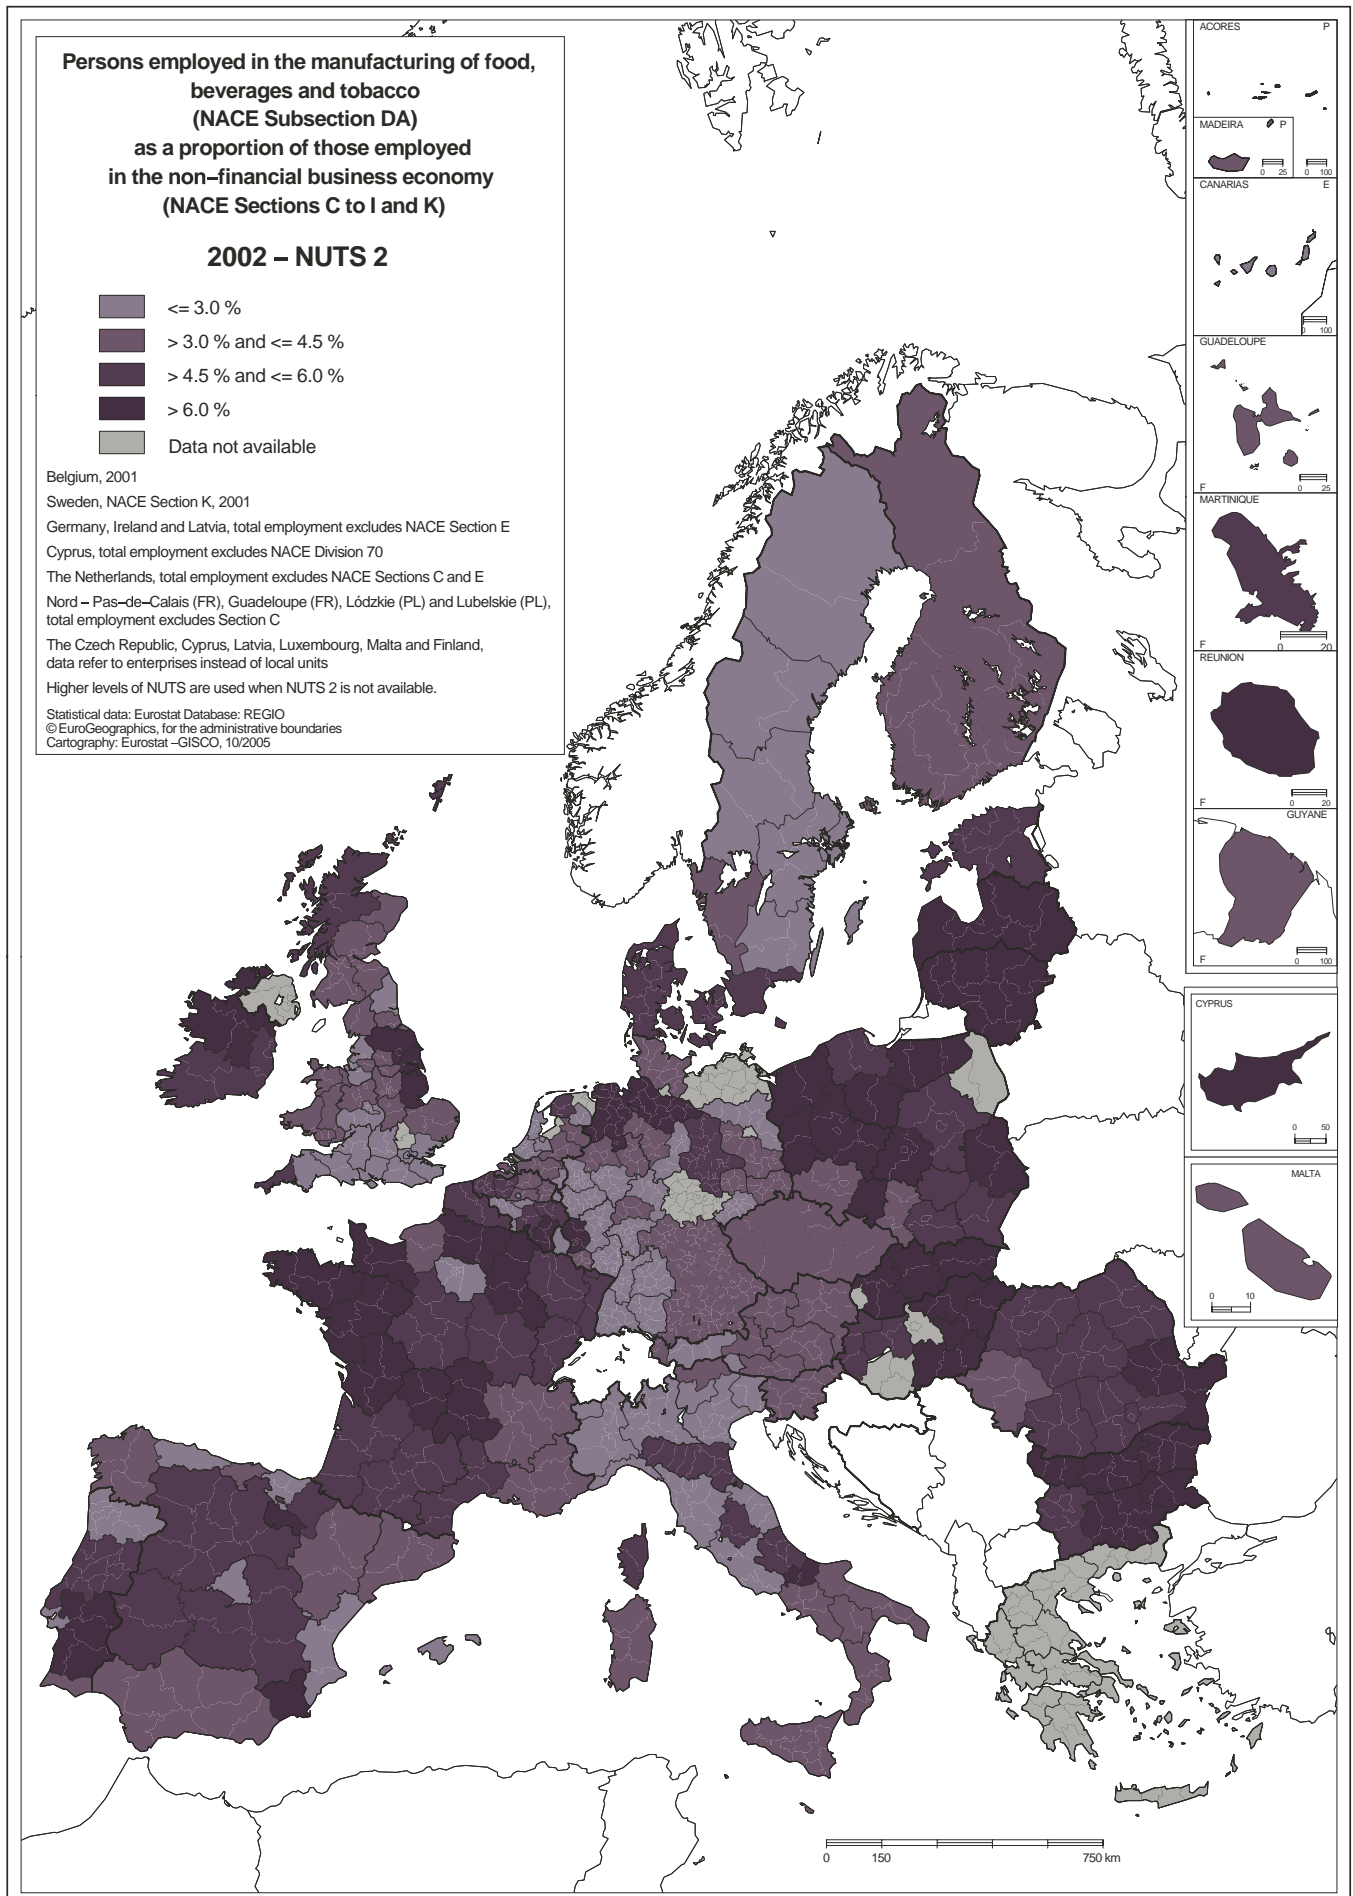 Persons employed in the manufacturing of food,
beverages and tobacco
(NACE Subsection DA)
as a proportion of those employed
in the non–financial business economy
(NACE Sections C to I and K)
2002 – NUTS 2
<= 3.0 %
> 3.0 % and <= 4.5 %
> 4.5 % and <= 6.0 %
> 6.0 %
Data not available
Belgium, 2001
Sweden, NACE Section K, 2001
Germany, Ireland and Latvia, total employment excludes NACE Section E
Cyprus, total employment excludes NACE Division 70
The Netherlands, total employment excludes NACE Sections C and E
Nord – Pas–de–Calais (FR), Guadeloupe (FR), Lódzkie (PL) and Lubelskie (PL),
total employment excludes Section C
The Czech Republic, Cyprus, Latvia, Luxembourg, Malta and Finland,
data refer to enterprises instead of local units
Higher levels of NUTS are used when NUTS 2 is not available.
Statistical data: Eurostat Database: REGIO
© EuroGeographics, for the administrative boundaries
Cartography: Eurostat –GISCO, 10/2005
ACORES P
MADEIRA P
0 25 0 100
CANARIAS E
0 100
GUADELOUPE
F 0 25
MARTINIQUE
F 0 20
REUNION
F 0 20
GUYANE
F 0 100
CYPRUS
0 50
MALTA
0 10
0 150 750 km